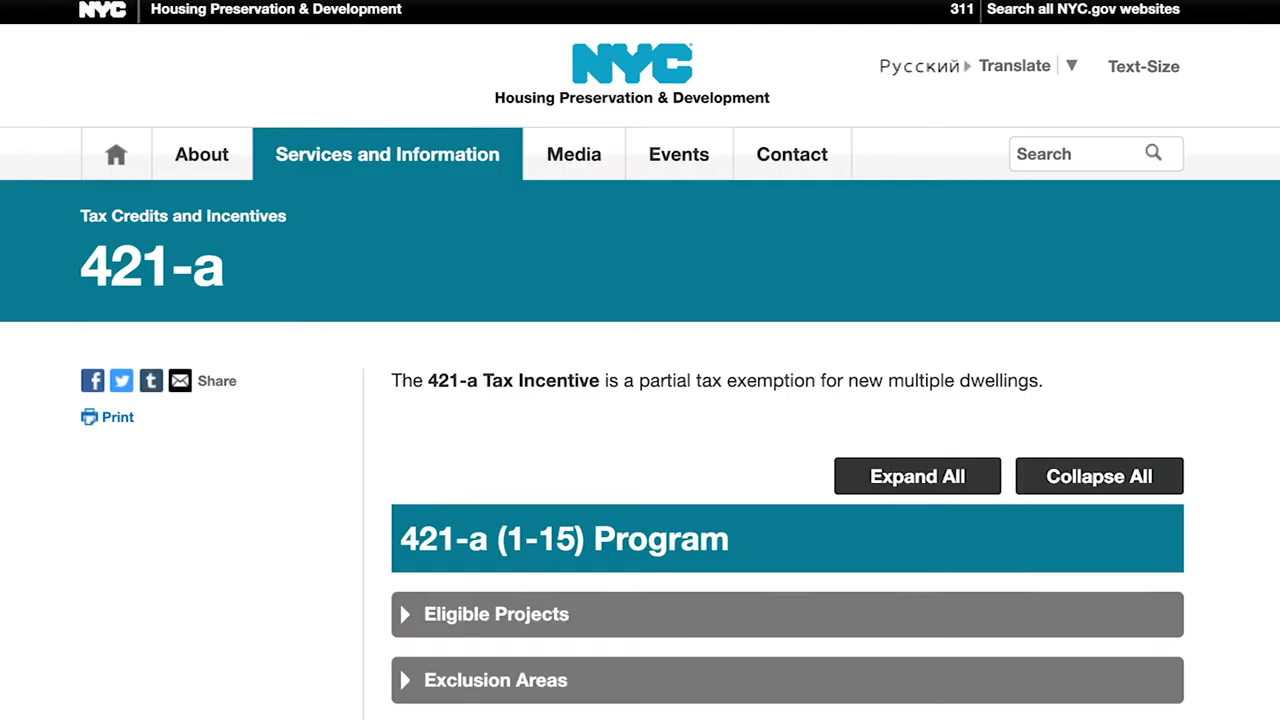 NYC Housing Preservation & Development 311 Search all NYC.gov websites
NYC
Housing Preservation & Development
Русский Translate Text-Size
About Services and Information Media Events Contact Search
Tax Credits and Incentives
421-a
Share
Print
The 421-a Tax Incentive is a partial tax exemption for new multiple dwellings.
Expand All Collapse All
421-a (1-15) Program
Eligible Projects
Exclusion Areas